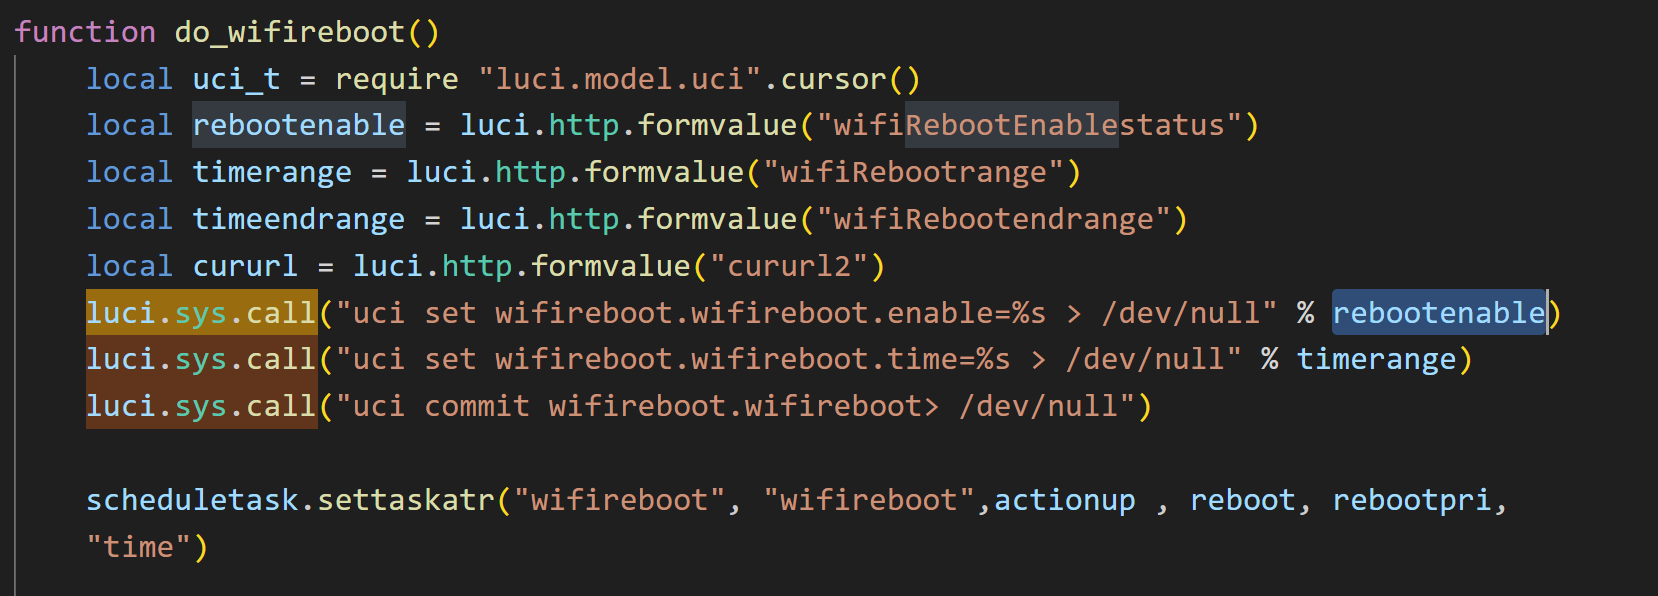 function do_wifireboot()
local uci_t = require "luci.model.uci".cursor()
local rebootenable = luci.http.formvalue("wifiRebootEnablestatus")
local timerange = luci.http.formvalue("wifiRebootrange")
local timeendrange = luci.http.formvalue("wifiRebootendrange")
local cururl = luci.http.formvalue("cururl2")
luci.sys.call("uci set wifireboot.wifireboot.enable=%s > /dev/null" % rebootenable)
luci.sys.call("uci set wifireboot.wifireboot.time=%s > /dev/null" % timerange)
luci.sys.call("uci commit wifireboot.wifireboot> /dev/null")
scheduletask.settaskatr("wifireboot", "wifireboot",actionup , reboot, rebootpri,
"time")